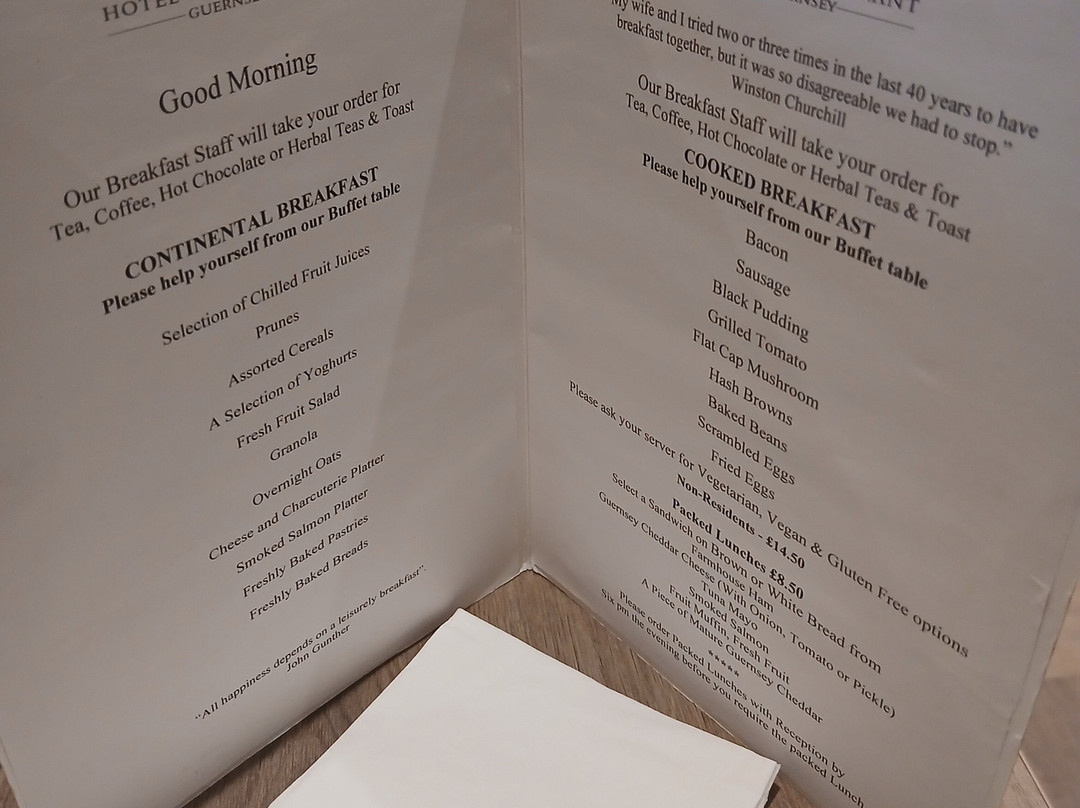 HOTEL
GUERNSE
Good Morning
Our Breakfast Staff will take your order for
Tea, Coffee, Hot Chocolate or Herbal Teas & Toast
CONTINENTAL BREAKFAST
Please help yourself from our Buffet table
Selection of Chilled Fruit Juices
Prunes
Assorted Cereals
A Selection of Yoghurts
Fresh Fruit Salad
Granola
Overnight Oats
Cheese and Charcuterie Platter
Smoked Salmon Platter
Freshly Baked Pastries
Freshly Baked Breads
"All happiness depends on a leisurely breakfast".
John Gunther
My wife and I tried two or three times in the last 40 years to have
breakfast together, but it was so disagreeable we had to stop."
Winston Churchill
Our Breakfast Staff will take your order for
Tea, Coffee, Hot Chocolate or Herbal Teas & Toast
COOKED BREAKFAST
Please help yourself from our Buffet table
Bacon
Sausage
Black Pudding
Grilled Tomato
Flat Cap Mushroom
Hash Browns
Baked Beans
Scrambled Eggs
Fried Eggs
Please ask your server for Vegetarian, Vegan & Gluten Free options
Non-Residents - £14.50
Packed Lunches £8.50
Select a Sandwich on Brown or White Bread from
Guernsey Cheddar Cheese (With Onion, Tomato or Pickle)
Farmhouse Ham
Tuna Mayo
Smoked Salmon
Fruit Muffin, Fresh Fruit
A Piece of Mature Guernsey Cheddar
*****
Please order Packed Lunches with Reception by
Six pm the evening before you require the packed Lunch